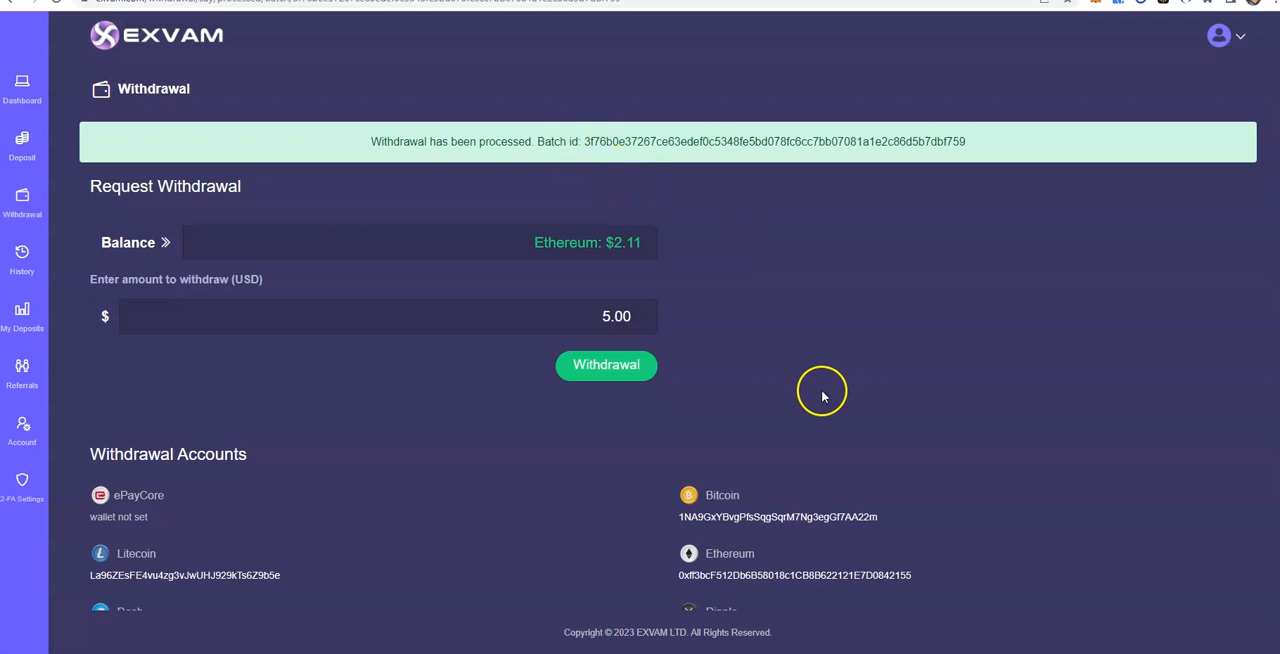 EXVAM
Withdrawal
Withdrawal has been processed. Batch id: 3f76b0e37267ce63edef0c5348fe5bd078fc6cc7bb07081a1e2c86d5b7dbf759
Request Withdrawal
Balance » Ethereum: $2.11
Enter amount to withdraw (USD)
$ 5.00
Withdrawal
Withdrawal Accounts
ePayCore
wallet not set
Bitcoin
1NA9GxYBvgPfsSqgSqrM7Ng3egGf7AA22m
Litecoin
La96ZEsFE4vu4zg3vJwUHJ929kTs6Z9b5e
Ethereum
0xff3bcF512Db6B58018c1CB8B622121E7D0842155
Dashboard
Deposit
Withdrawal
History
My Deposits
Referrals
Account
2-FA Settings
Copyright © 2023 EXVAM LTD. All Rights Reserved.